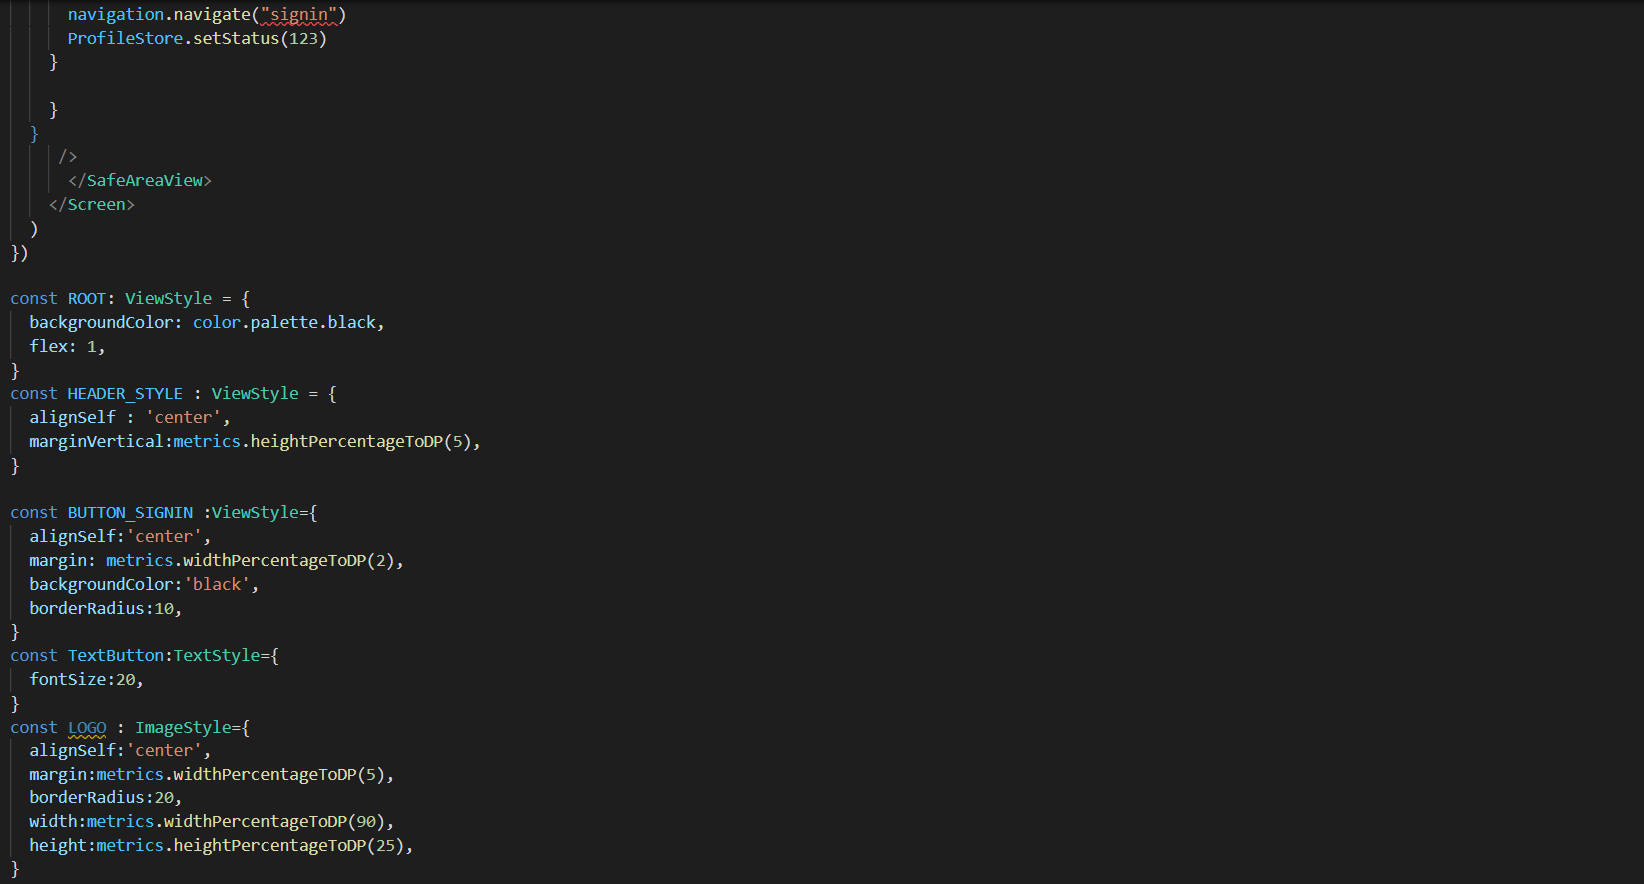 navigation.navigate("signin")
ProfileStore.setStatus(123)
}
}
}
/>
</SafeAreaView>
</Screen>
)
})
const ROOT: ViewStyle = {
backgroundColor: color.palette.black,
flex: 1,
}
const HEADER_STYLE : ViewStyle = {
alignSelf : 'center',
marginVertical:metrics.heightPercentageToDP(5),
}
const BUTTON_SIGNIN :ViewStyle={
alignSelf:'center',
margin: metrics.widthPercentageToDP(2),
backgroundColor:'black',
borderRadius:10,
}
const TextButton:TextStyle={
fontSize:20,
}
const LOGO : ImageStyle={
alignSelf:'center',
margin:metrics.widthPercentageToDP(5),
borderRadius:20,
width:metrics.widthPercentageToDP(90),
height:metrics.heightPercentageToDP(25),
}